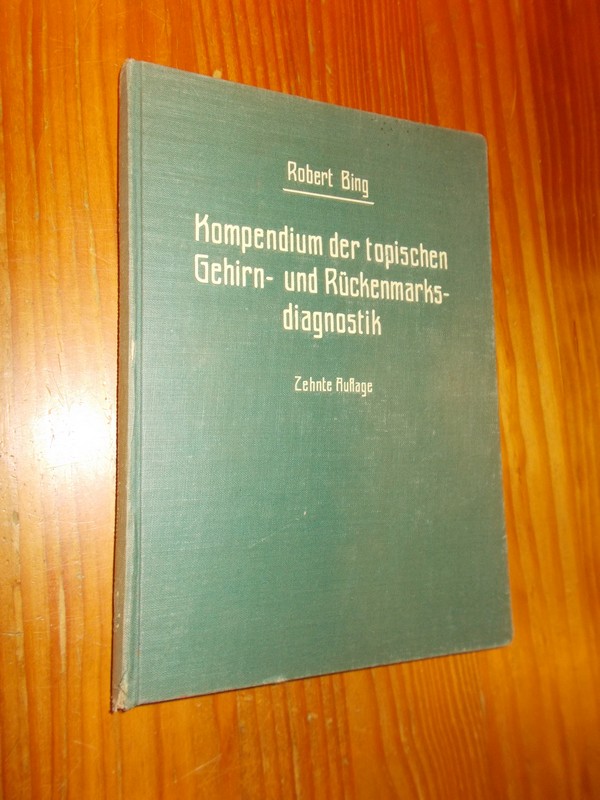 Robert Bing
Kompendium der topischen
Gehirn- und Rückenmarks-
diagnostik
Zehnte Auflage